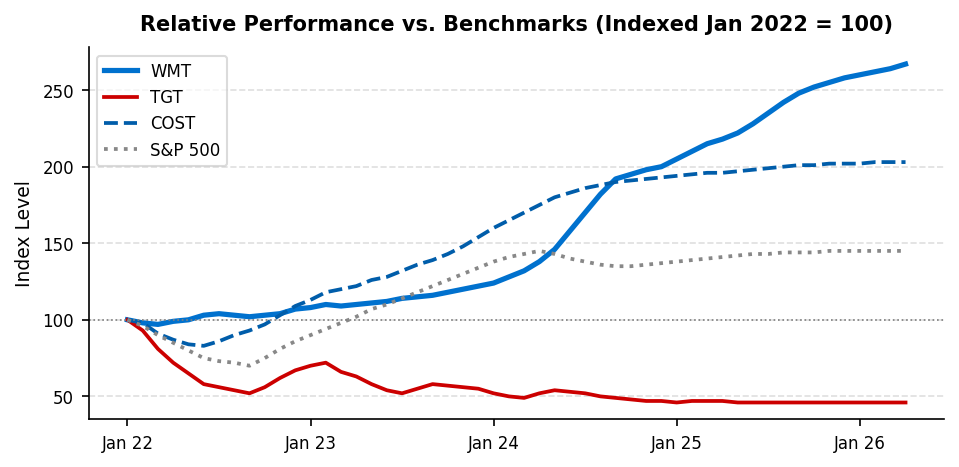 Relative Performance vs. Benchmarks (Indexed Jan 2022 = 100)
WMT
TGT
COST
S&P 500
Index Level
250
200
150
100
50
Jan 22
Jan 23
Jan 24
Jan 25
Jan 26